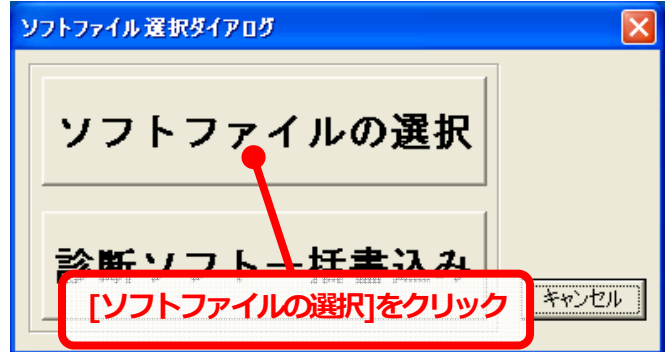 ソフトファイル選択ダイアログ
ソフトファイルの選択
診断ソフト一括書込み
[ソフトファイルの選択]をクリック
キャンセル